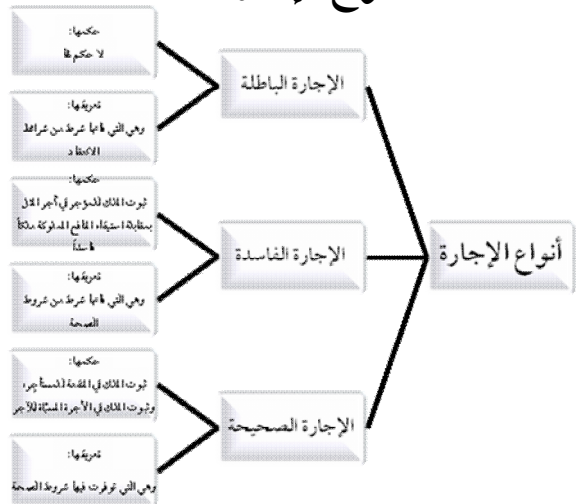 أنواع الإجارة
الإجارة الباطلة
حكمها:
لا حكم لها
تعريفها:
وهي التي فاتها شرط من شرائط
الانعقاد
الإجارة الفاسدة
حكمها:
ثبوت الملك للمؤجر في أجر المثل
بمقابلة استيفاء المنافع المملوكة ملكاً
فاسداً
تعريفها:
وهي التي فاتها شرط من شروط
الصحة
الإجارة الصحيحة
حكمها:
ثبوت الملك في المنفعة للمستأجر،
وثبوت الملك في الأجرة المسمّاة للآجر
تعريفها:
وهي التي توفرت فيها شروط الصحة